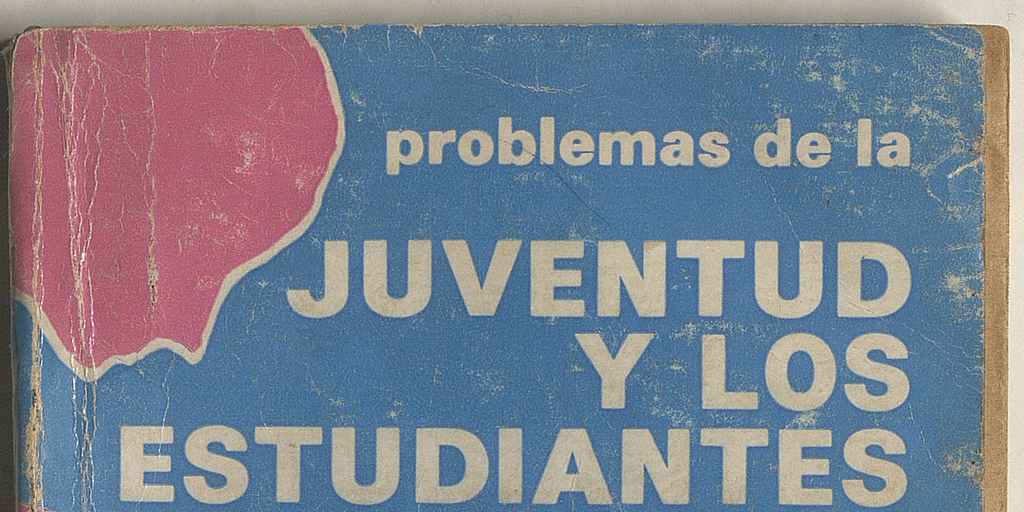 problemas de la
JUVENTUD
Y LOS
ESTUDIANTES